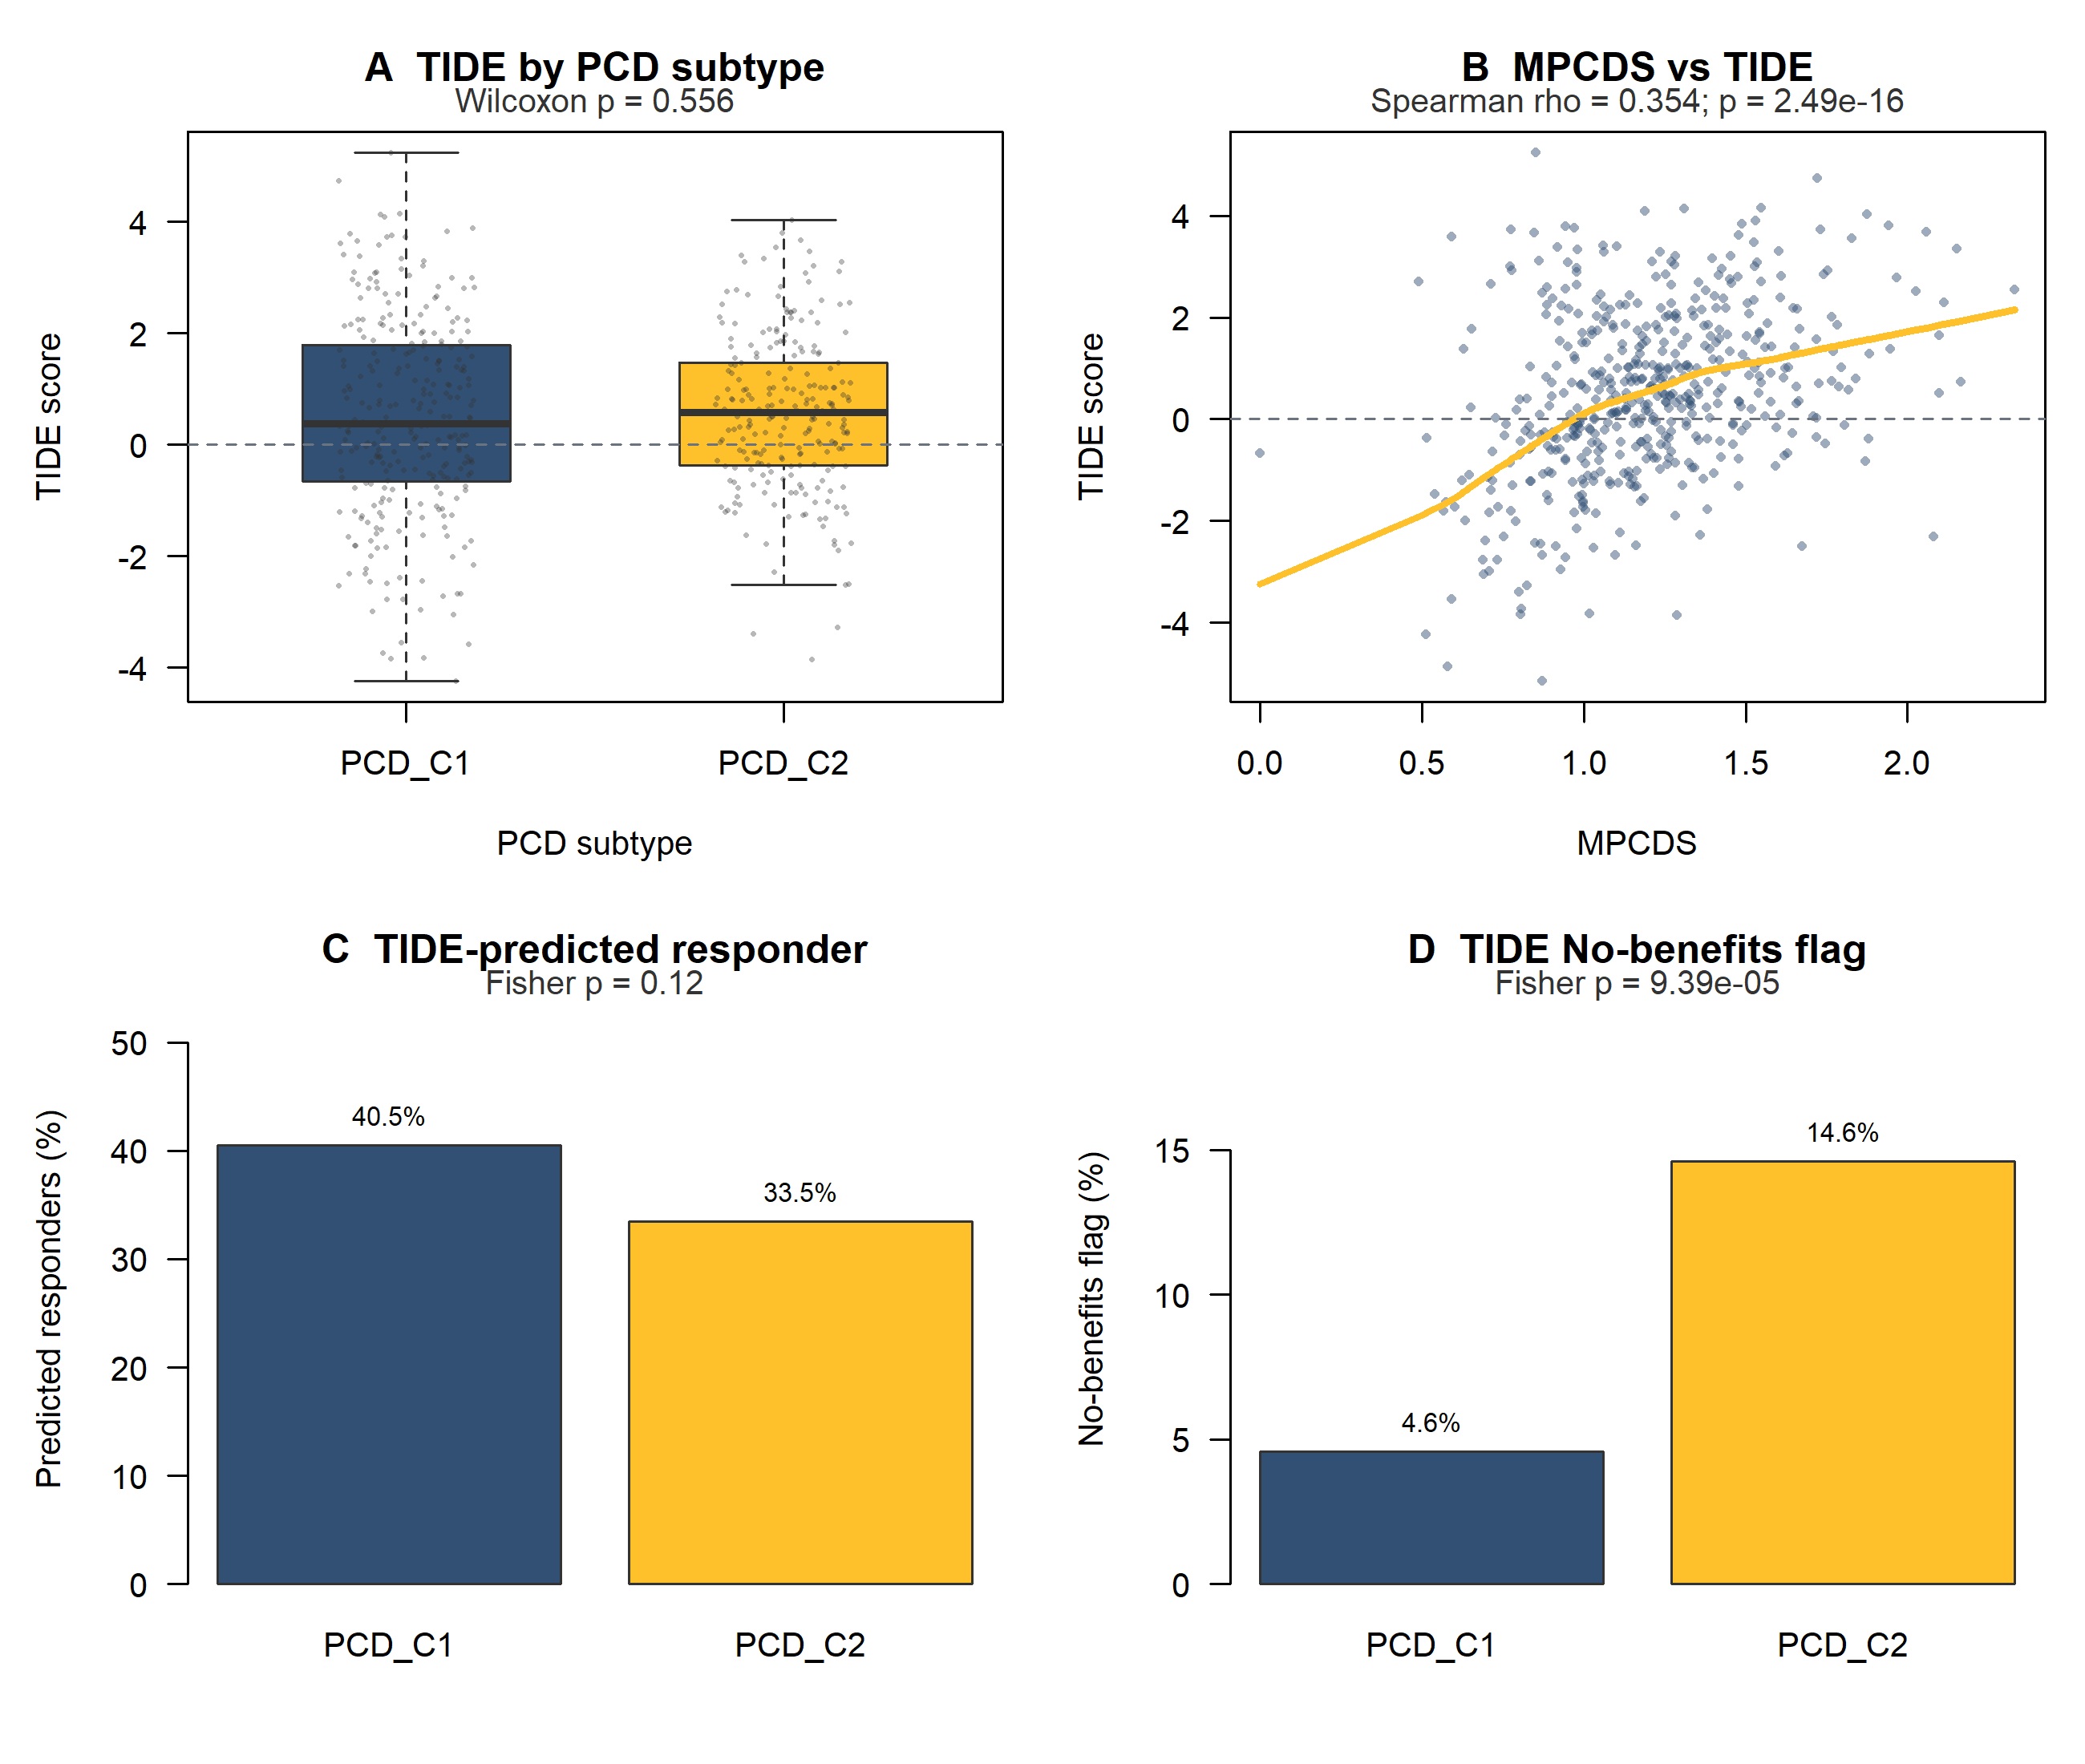 A TIDE by PCD subtype
Wilcoxon p = 0.556
TIDE score
4
2
0
-2
-4
PCD_C1
PCD_C2
PCD subtype
B MPCDS vs TIDE
Spearman rho = 0.354; p = 2.49e-16
TIDE score
4
2
0
-2
-4
0.0
0.5
1.0
1.5
2.0
MPCDS
C TIDE-predicted responder
Fisher p = 0.12
Predicted responders (%)
50
40
30
20
10
0
40.5%
33.5%
PCD_C1
PCD_C2
D TIDE No-benefits flag
Fisher p = 9.39e-05
No-benefits flag (%)
15
10
5
0
4.6%
14.6%
PCD_C1
PCD_C2